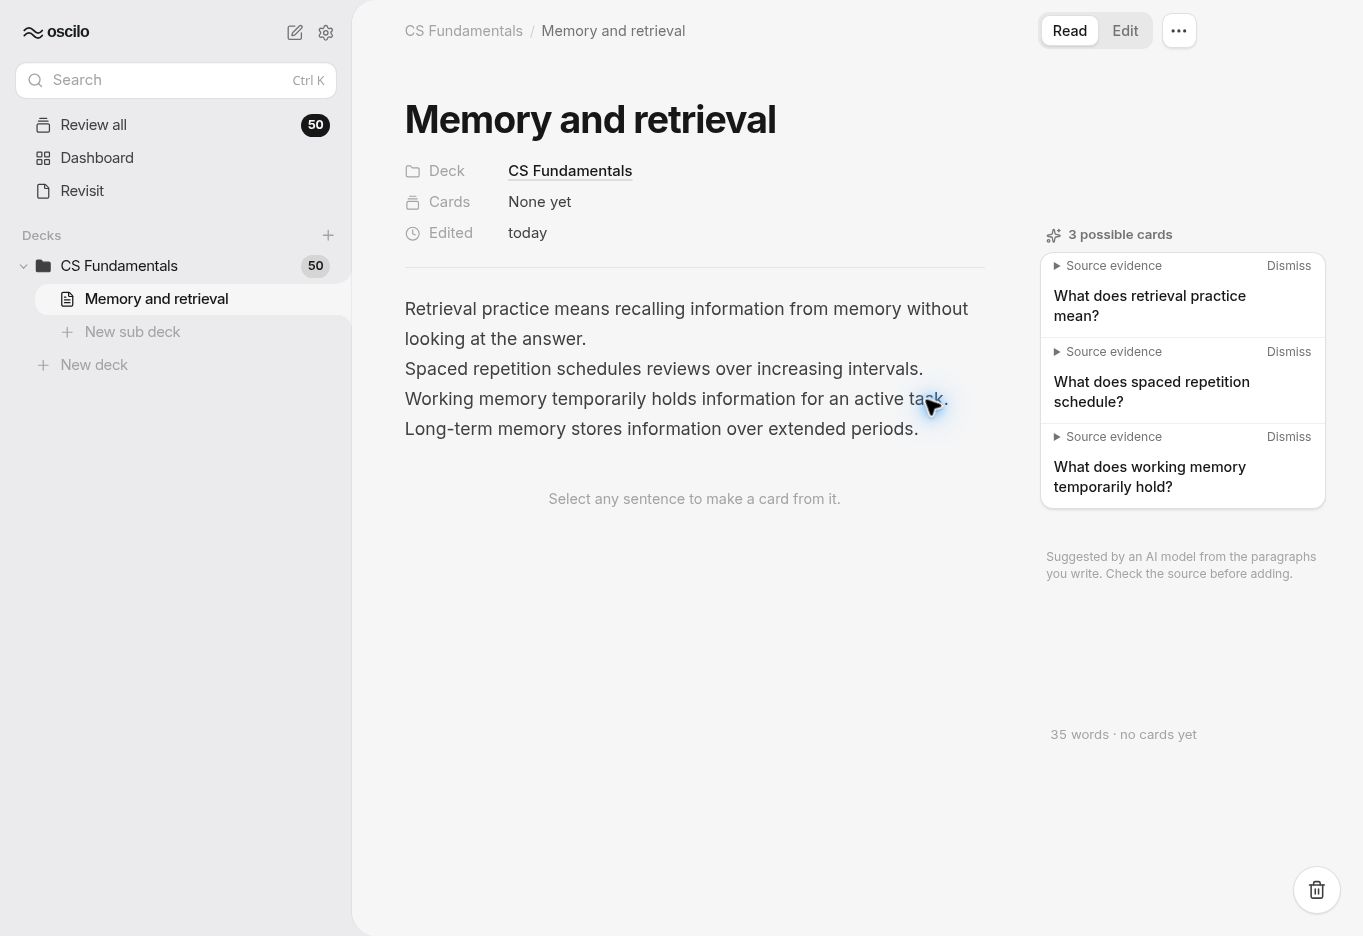 oscilo
Search Ctrl K
Review all 50
Dashboard
Revisit
Decks
CS Fundamentals 50
Memory and retrieval
New sub deck
New deck
CS Fundamentals / Memory and retrieval
Read Edit
Memory and retrieval
Deck CS Fundamentals
Cards None yet
Edited today
Retrieval practice means recalling information from memory without
looking at the answer.
Spaced repetition schedules reviews over increasing intervals.
Working memory temporarily holds information for an active task.
Long-term memory stores information over extended periods.
Select any sentence to make a card from it.
3 possible cards
Source evidence Dismiss
What does retrieval practice
mean?
Source evidence Dismiss
What does spaced repetition
schedule?
Source evidence Dismiss
What does working memory
temporarily hold?
Suggested by an AI model from the paragraphs
you write. Check the source before adding.
35 words · no cards yet